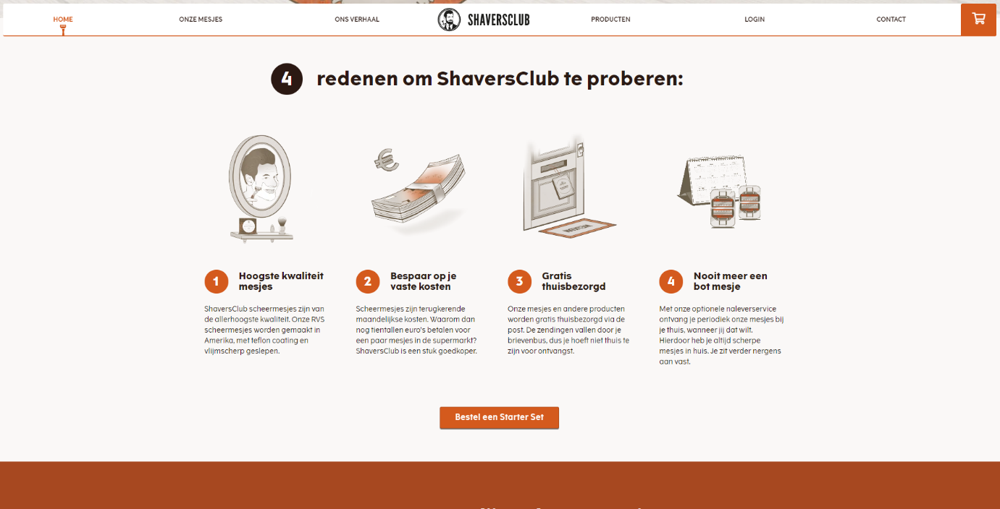 HOME
ONZE MESJES
ONS VERHAAL
SHAVERSCLUB
PRODUCTEN
LOGIN
CONTACT
4 redenen om ShaversClub te proberen:
1 Hoogste kwaliteit
mesjes
ShaversClub scheermesjes zijn van
de allerhoogste kwaliteit. Onze RVS
scheermesjes worden gemaakt in
Amerika, met teflon coating en
vlijmscherp geslepen.
2 Bespaar op je
vaste kosten
Scheermesjes zijn terugkerende
maandelijkse kosten. Waarom dan
nog tientallen euro's betalen voor
een paar mesjes in de supermarkt?
ShaversClub is een stuk goedkoper.
3 Gratis
thuisbezorgd
Onze mesjes en andere producten
worden gratis thuisbezorgd via de
post. De zendingen vallen door je
brievenbus, dus je hoeft niet thuis te
zijn voor ontvangst.
4 Nooit meer een
bot mesje
Met onze optionele naleverservice
ontvang je periodiek onze mesjes bij
je thuis, wanneer jij dat wilt.
Hierdoor heb je altijd scherpe
mesjes in huis. Je zit verder nergens
aan vast.
Bestel een Starter Set